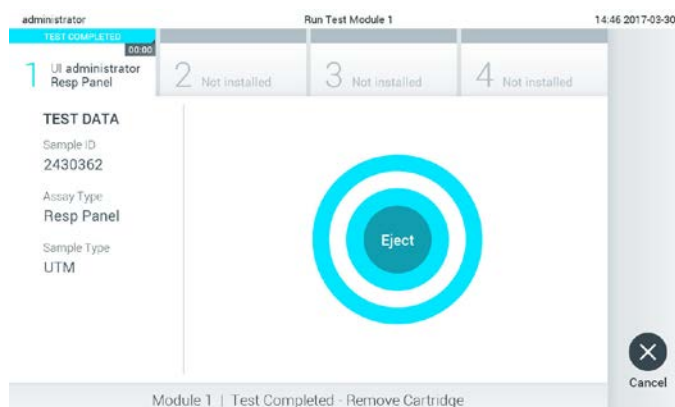 administrator Run Test Module 1 14:46 2017-03-30
TEST COMPLETED
00:00
1 UI administrator
Resp Panel
2 Not installed
3 Not installed
4 Not installed
TEST DATA
Sample ID
2430362
Assay Type
Resp Panel
Sample Type
UTM
Eject
Cancel
Module 1 | Test Completed - Remove Cartridge